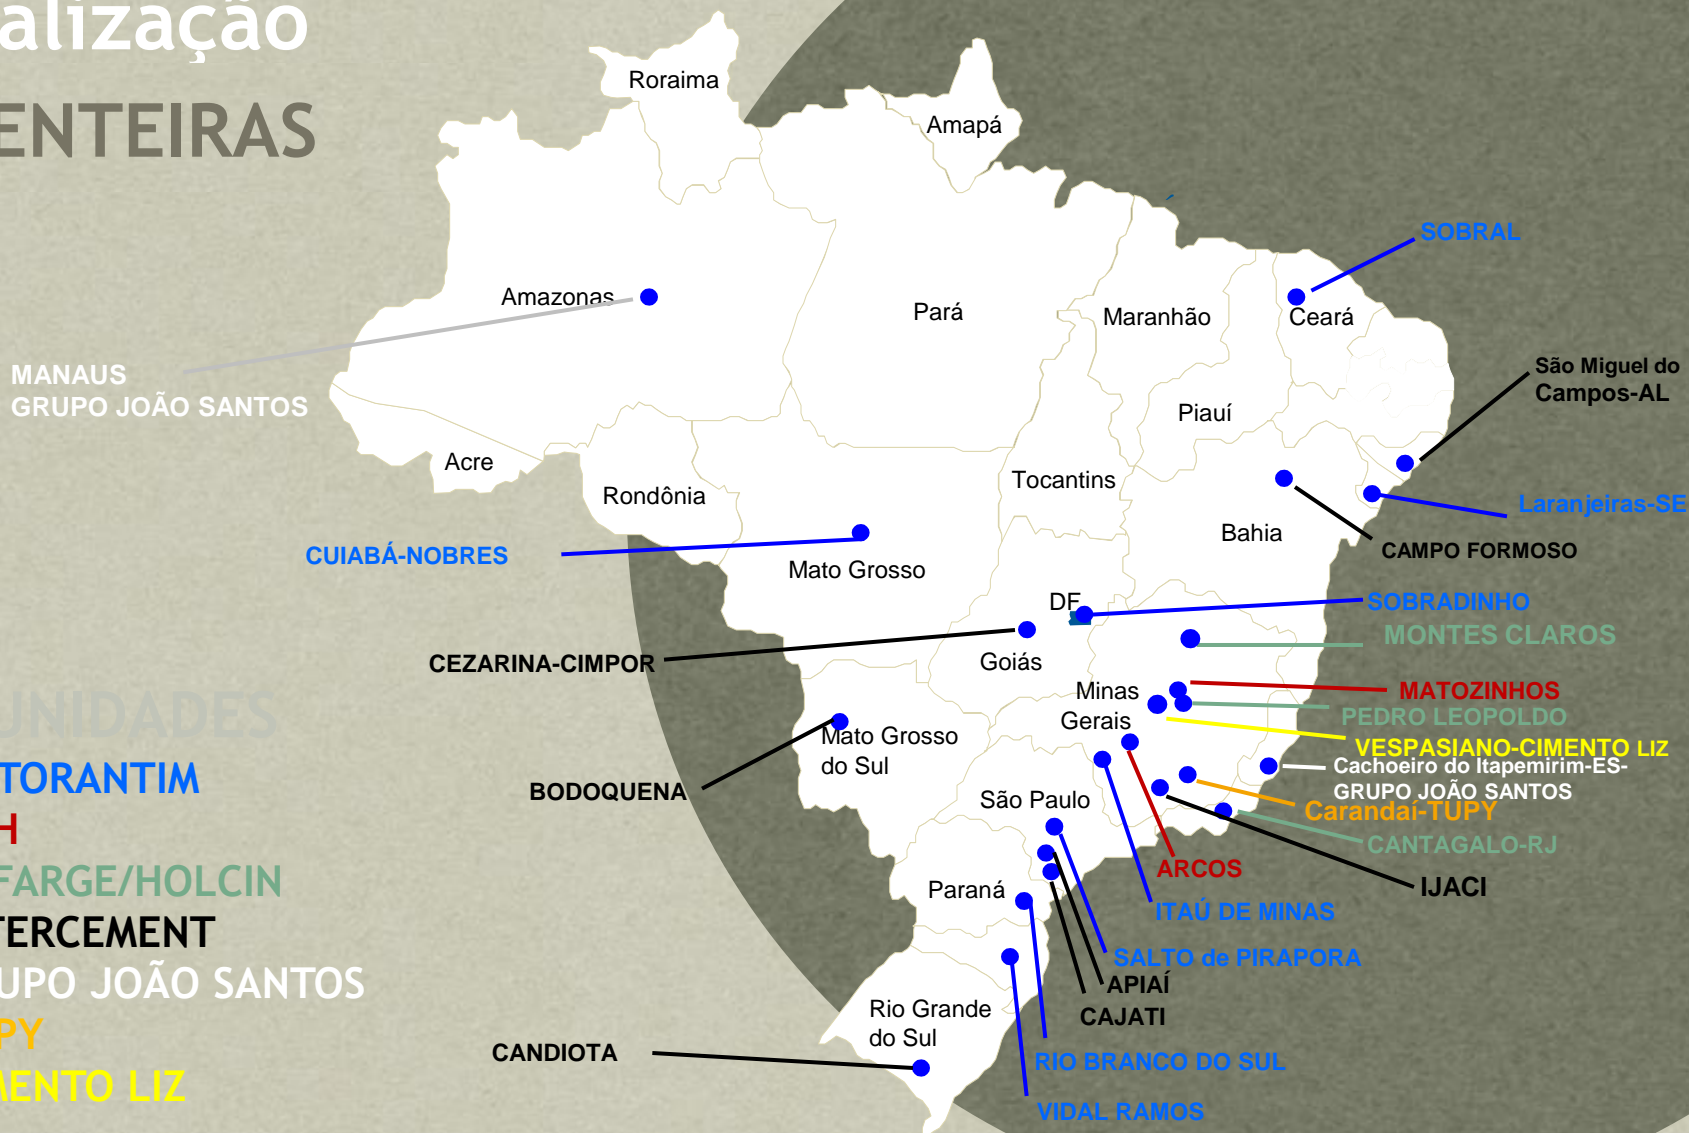 alização
ENTEIRAS
Roraima
Amapá
SOBRAL
Amazonas
Pará
Maranhão
Ceará
MANAUS
GRUPO JOÃO SANTOS
São Miguel do
Campos-AL
Piauí
Acre
Rondônia
Tocantins
Laranjeiras-SE
Bahia
CAMPO FORMOSO
CUIABÁ-NOBRES
Mato Grosso
DF
SOBRADINHO
MONTES CLAROS
CEZARINA-CIMPOR
Goiás
Minas
Gerais
MATOZINHOS
PEDRO LEOPOLDO
VESPASIANO-CIMENTO LIZ
Cachoeiro do Itapemirim-ES-
GRUPO JOÃO SANTOS
Mato Grosso
do Sul
BODOQUENA
São Paulo
Carandaí-TUPY
CANTAGALO-RJ
ARCOS
IJACI
Paraná
ITAÚ DE MINAS
SALTO de PIRAPORA
APIAÍ
CAJATI
Rio Grande
do Sul
CANDIOTA
RIO BRANCO DO SUL
VIDAL RAMOS
UNIDADES
TORANTIM
H
FARGE/HOLCIN
TERCEMENT
UPO JOÃO SANTOS
PY
MENTO LIZ